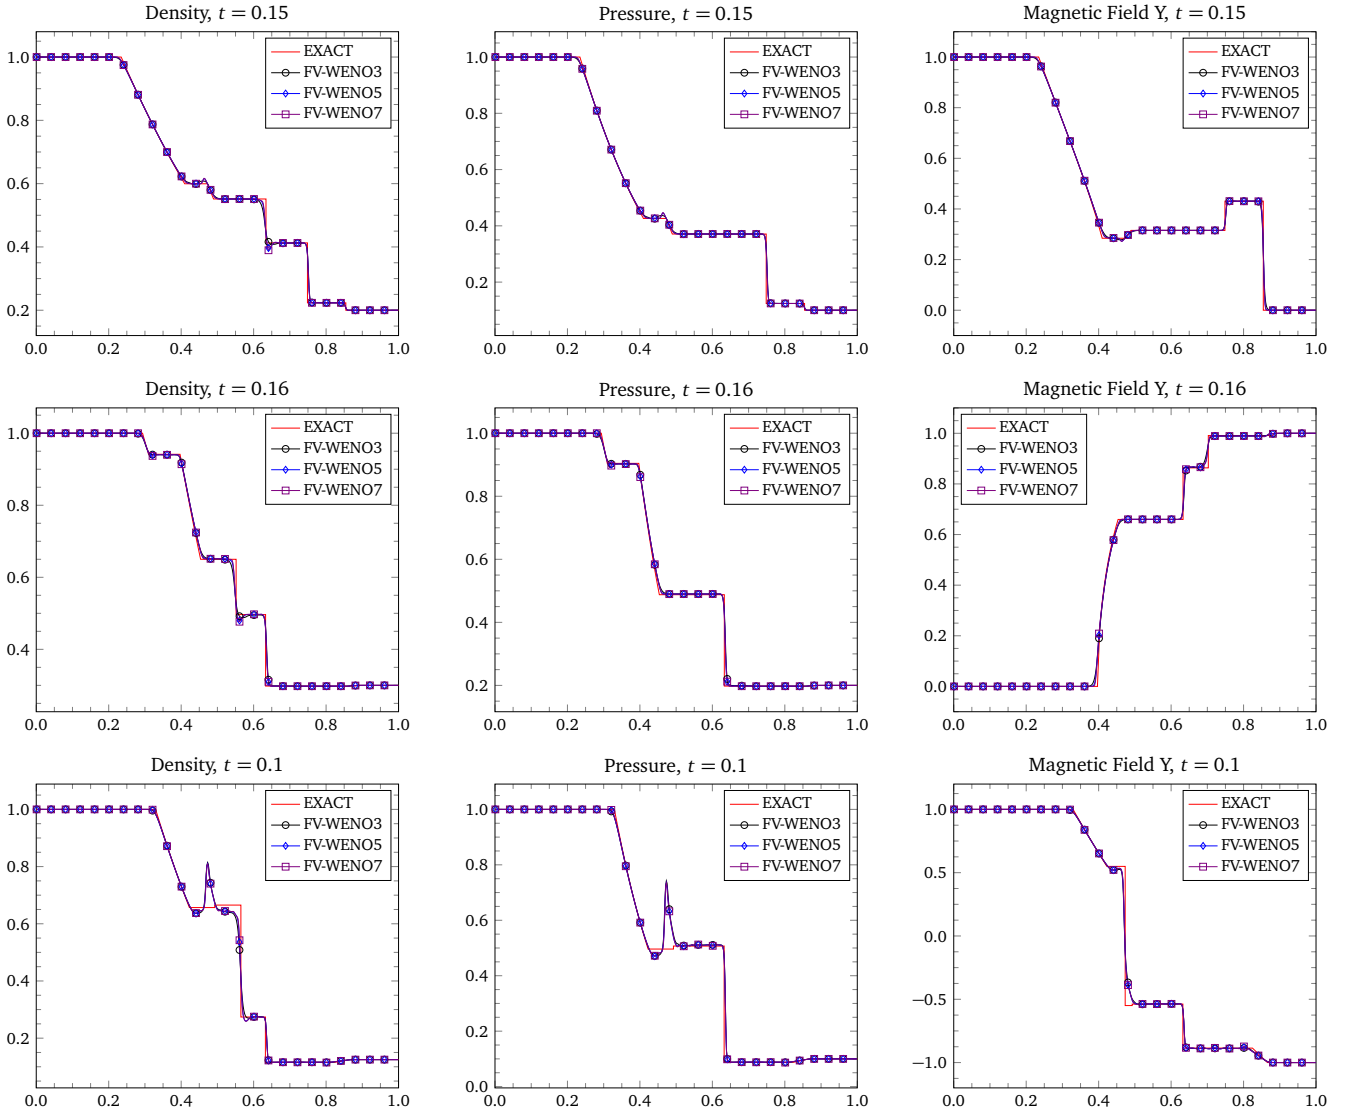 Density, t = 0.15
1.0
0.8
0.6
0.4
0.2
0.0 0.2 0.4 0.6 0.8 1.0
EXACT
FV-WENO3
FV-WENO5
FV-WENO7
Pressure, t = 0.15
1.0
0.8
0.6
0.4
0.2
0.0 0.2 0.4 0.6 0.8 1.0
EXACT
FV-WENO3
FV-WENO5
FV-WENO7
Magnetic Field Y, t = 0.15
1.0
0.8
0.6
0.4
0.2
0.0
0.0 0.2 0.4 0.6 0.8 1.0
EXACT
FV-WENO3
FV-WENO5
FV-WENO7
Density, t = 0.16
1.0
0.8
0.6
0.4
0.0 0.2 0.4 0.6 0.8 1.0
EXACT
FV-WENO3
FV-WENO5
FV-WENO7
Pressure, t = 0.16
1.0
0.8
0.6
0.4
0.2
0.0 0.2 0.4 0.6 0.8 1.0
EXACT
FV-WENO3
FV-WENO5
FV-WENO7
Magnetic Field Y, t = 0.16
1.0
0.8
0.6
0.4
0.2
0.0
0.0 0.2 0.4 0.6 0.8 1.0
EXACT
FV-WENO3
FV-WENO5
FV-WENO7
Density, t = 0.1
1.0
0.8
0.6
0.4
0.2
0.0 0.2 0.4 0.6 0.8 1.0
EXACT
FV-WENO3
FV-WENO5
FV-WENO7
Pressure, t = 0.1
1.0
0.8
0.6
0.4
0.2
0.0
0.0 0.2 0.4 0.6 0.8 1.0
EXACT
FV-WENO3
FV-WENO5
FV-WENO7
Magnetic Field Y, t = 0.1
1.0
0.5
0.0
−0.5
−1.0
0.0 0.2 0.4 0.6 0.8 1.0
EXACT
FV-WENO3
FV-WENO5
FV-WENO7